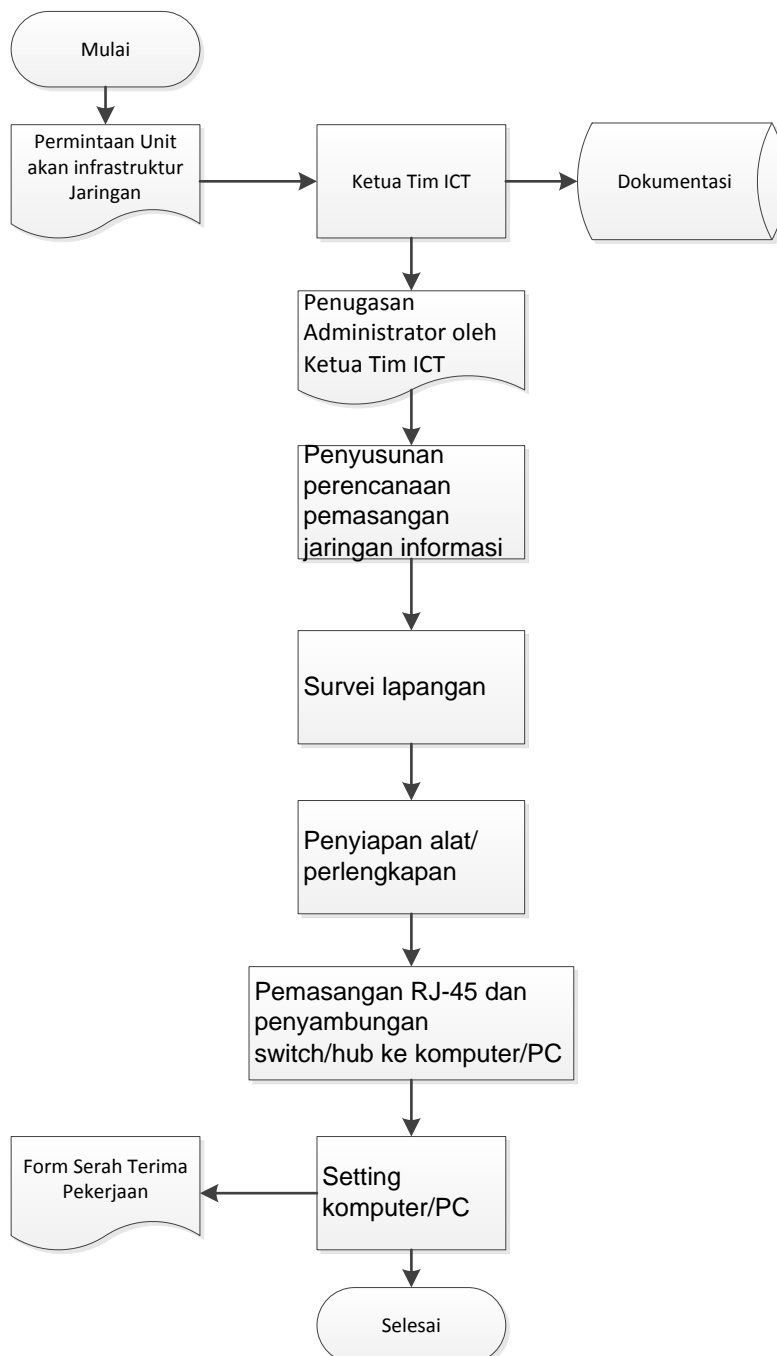 Mulai
Permintaan Unit
akan infrastruktur
Jaringan
Ketua Tim ICT
Dokumentasi
Penugasan
Administrator oleh
Ketua Tim ICT
Penyusunan
perencanaan
pemasangan
jaringan informasi
Survei lapangan
Penyiapan alat/
perlengkapan
Pemasangan RJ-45 dan
penyambungan
switch/hub ke komputer/PC
Form Serah Terima
Pekerjaan
Setting
komputer/PC
Selesai